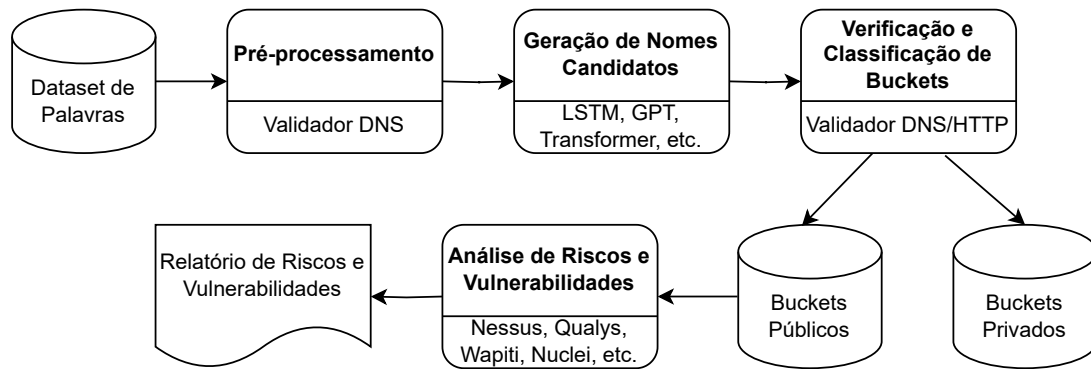 Dataset de
Palavras
Pré-processamento
Validador DNS
Geração de Nomes
Candidatos
LSTM, GPT,
Transformer, etc.
Verificação e
Classificação de
Buckets
Validador DNS/HTTP
Relatório de Riscos e
Vulnerabilidades
Análise de Riscos e
Vulnerabilidades
Nessus, Qualys,
Wapiti, Nuclei, etc.
Buckets
Públicos
Buckets
Privados